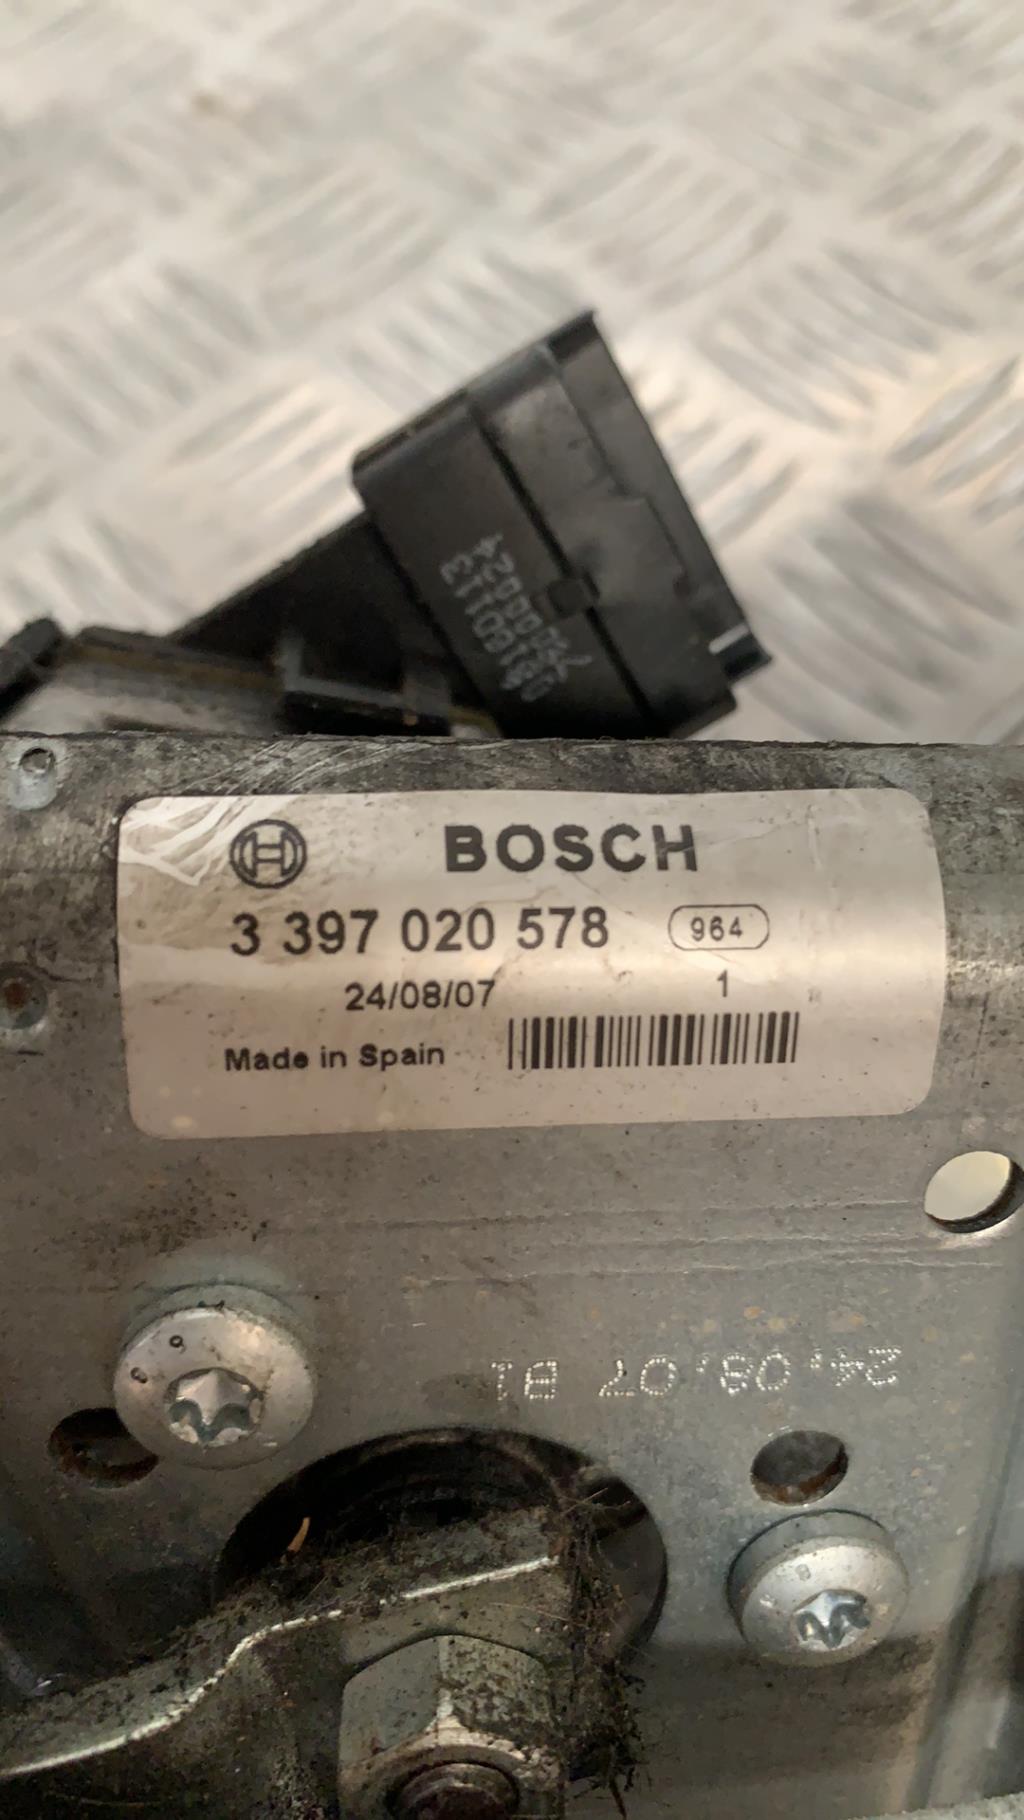 BOSCH
3 397 020 578 964
24/08/07 1
Made in Spain
24.08.07 B1